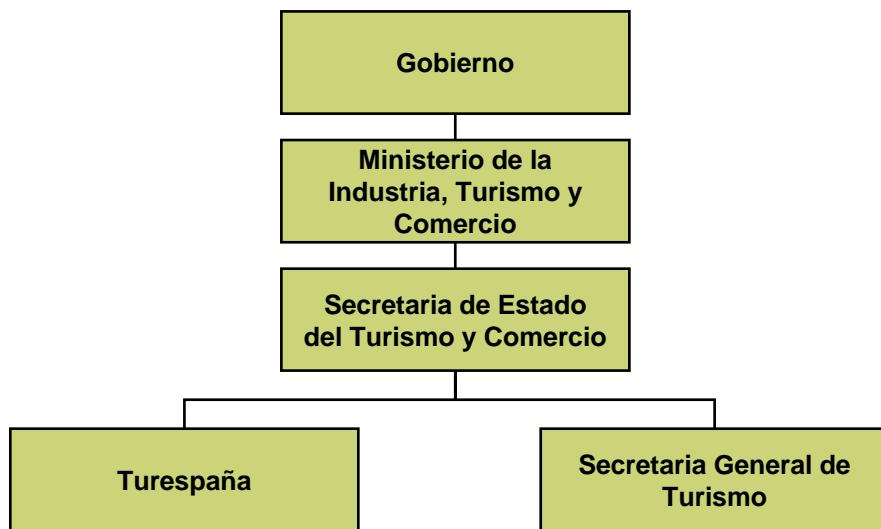 Gobierno
Ministerio de la
Industria, Turismo y
Comercio
Secretaria de Estado
del Turismo y Comercio
Turespaña
Secretaria General de
Turismo